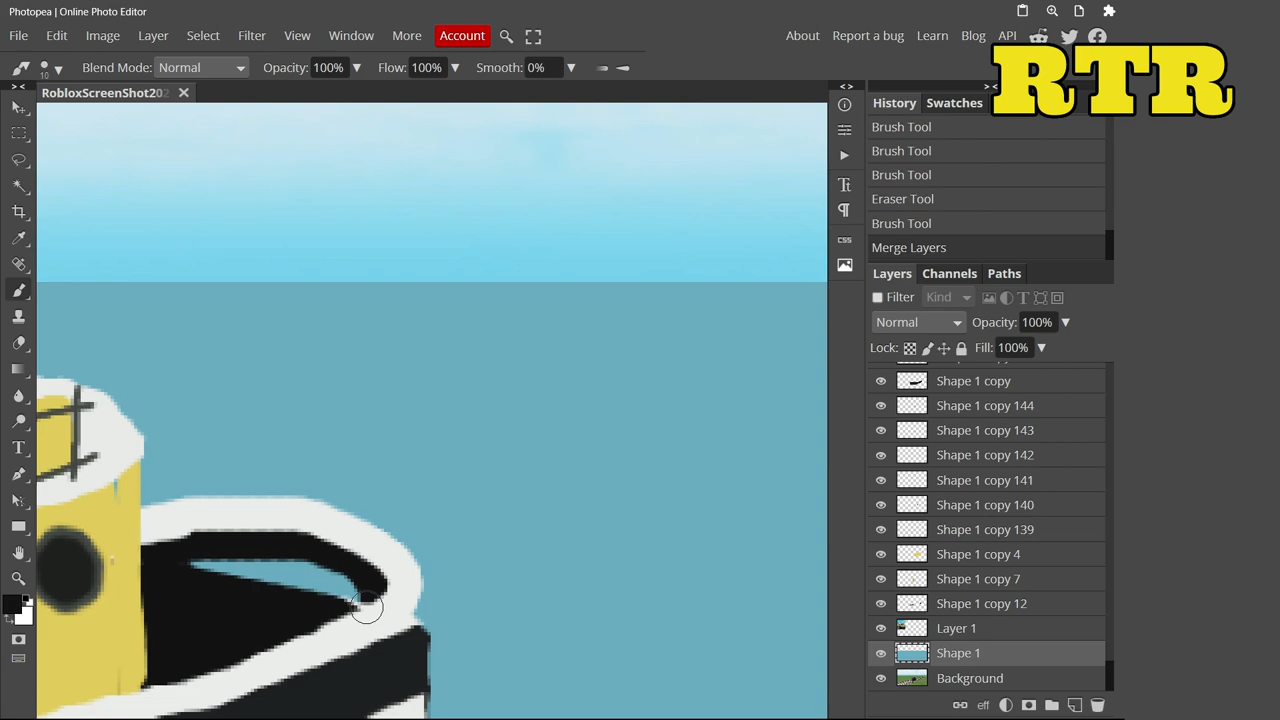 Photopea | Online Photo Editor
File Edit Image Layer Select Filter View Window More Account About Report a bug Learn Blog API
RTR
10 Blend Mode: Normal Opacity: 100% Flow: 100% Smooth: 0%
RobloxScreenShot202
History Swatches
Brush Tool
Brush Tool
Brush Tool
Eraser Tool
Brush Tool
Merge Layers
Layers Channels Paths
Filter Kind
Normal Opacity: 100%
Lock: Fill: 100%
Shape 1 copy
Shape 1 copy 144
Shape 1 copy 143
Shape 1 copy 142
Shape 1 copy 141
Shape 1 copy 140
Shape 1 copy 139
Shape 1 copy 4
Shape 1 copy 7
Shape 1 copy 12
Layer 1
Shape 1
Background
CSS
eff